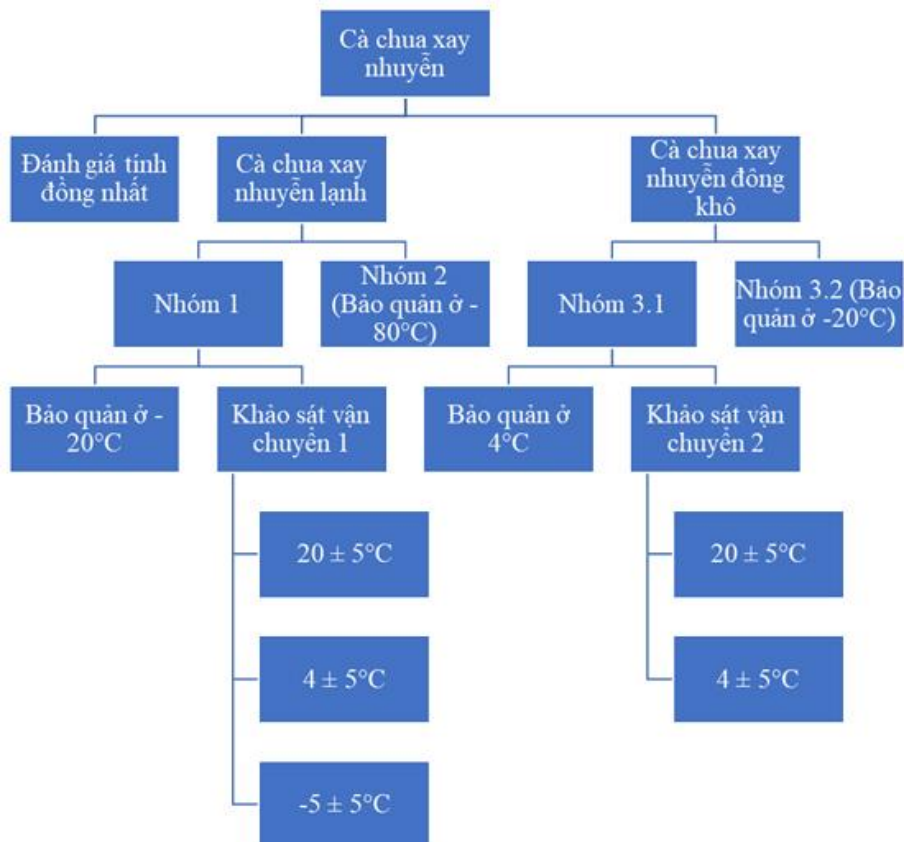 Cà chua xay
nhuyễn
Đánh giá tính
đồng nhất
Cà chua xay
nhuyễn lạnh
Cà chua xay
nhuyễn đông
khô
Nhóm 1
Nhóm 2
(Bảo quản ở -
80°C)
Nhóm 3.1
Nhóm 3.2 (Bảo
quản ở -20°C)
Bảo quản ở -
20°C
Khảo sát vận
chuyển 1
Bảo quản ở
4°C
Khảo sát vận
chuyển 2
20 ± 5°C
4 ± 5°C
-5 ± 5°C
20 ± 5°C
4 ± 5°C